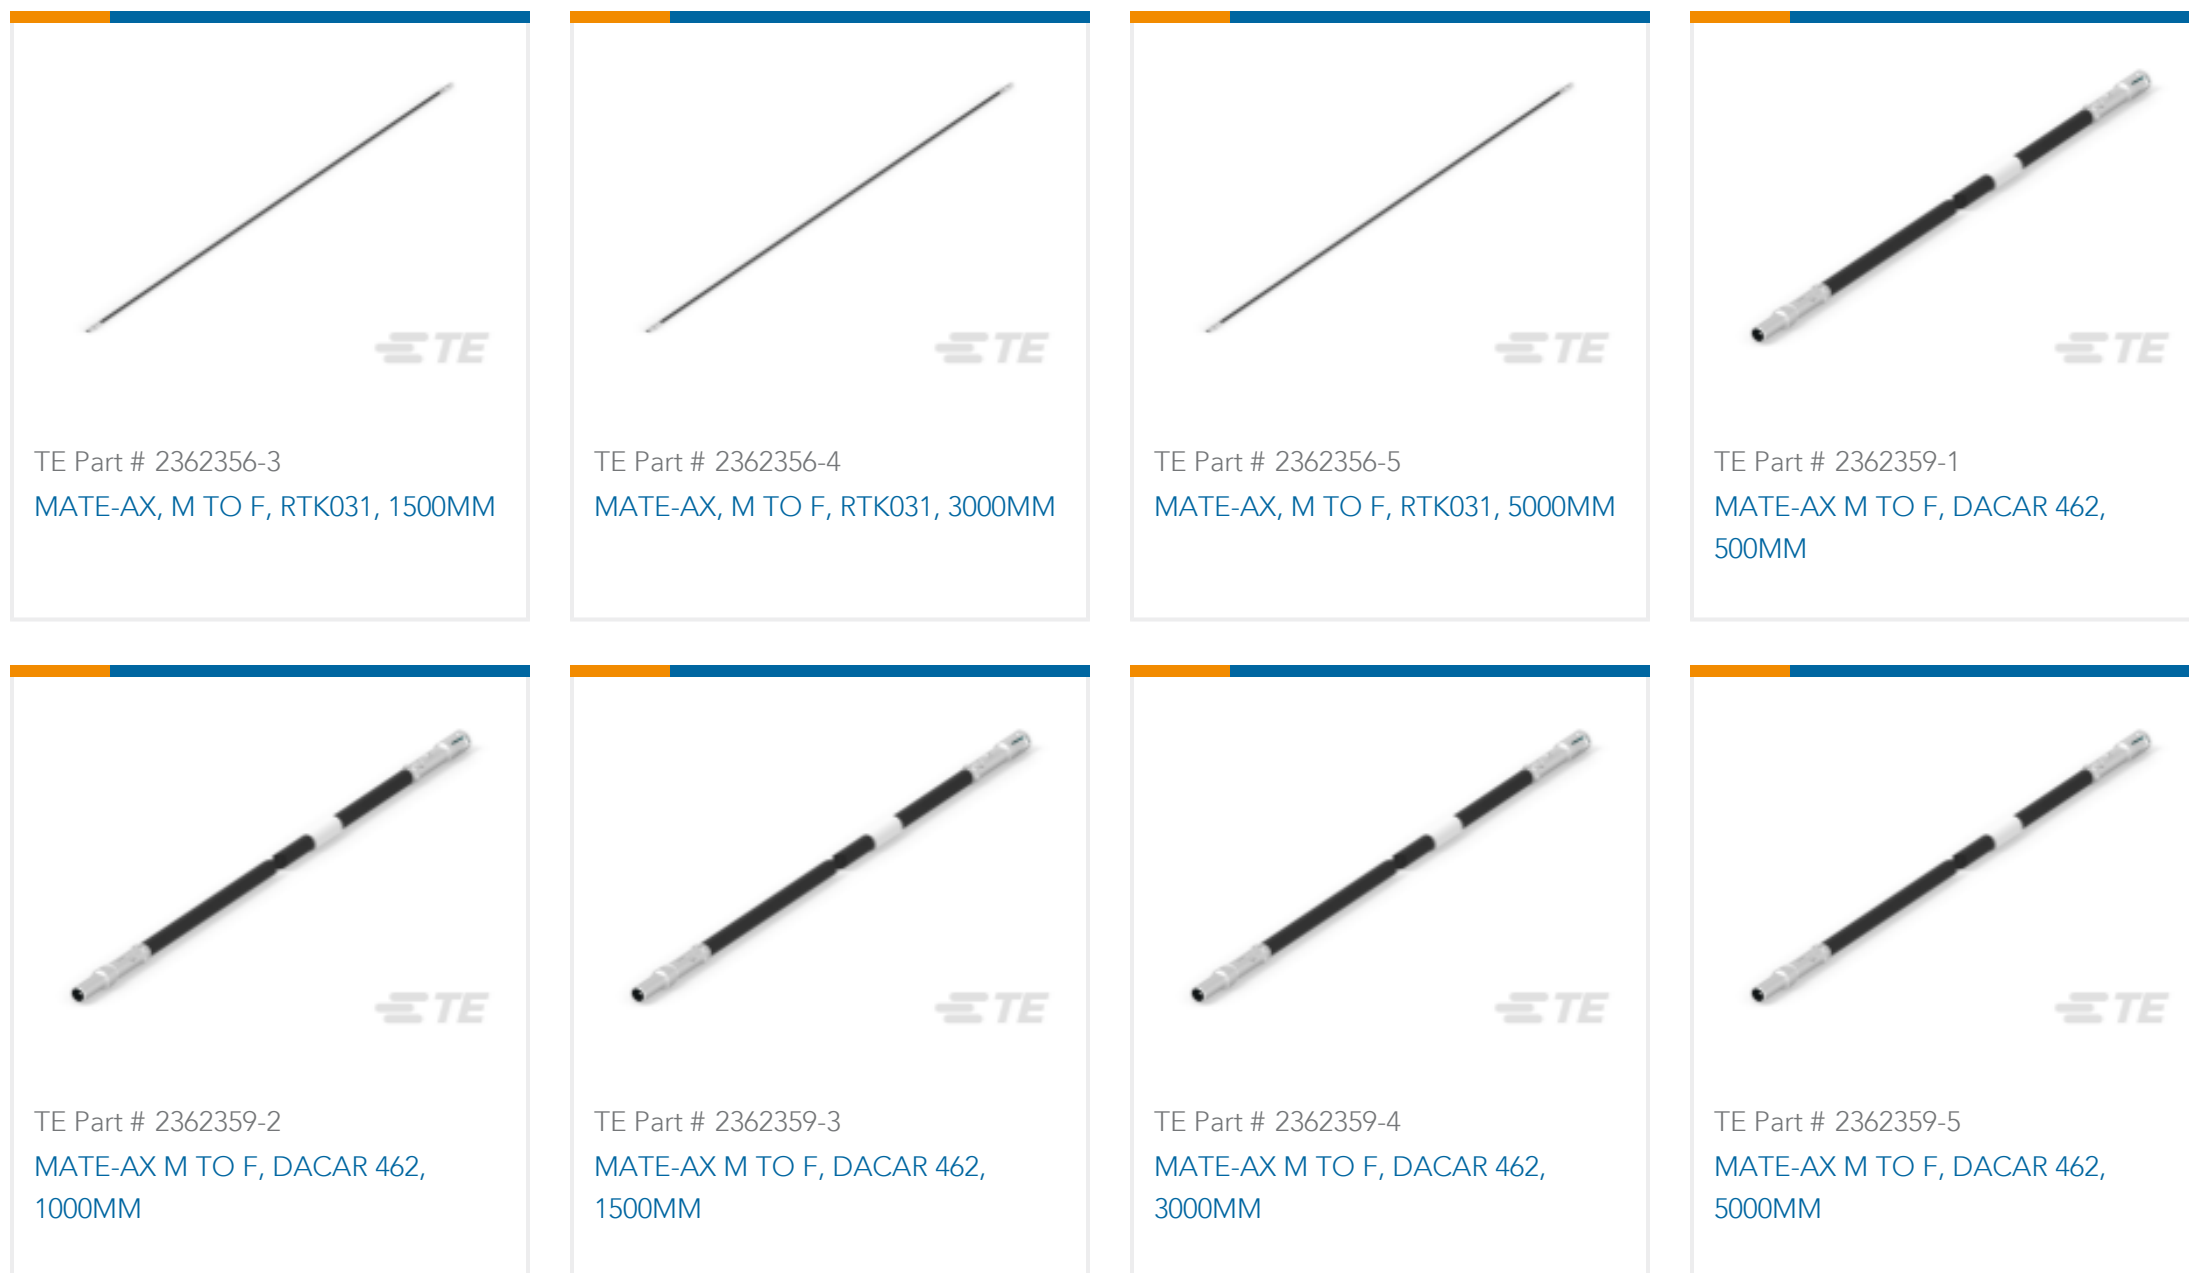 TE
TE Part # 2362356-3
MATE-AX, M TO F, RTK031, 1500MM
TE
TE Part # 2362356-4
MATE-AX, M TO F, RTK031, 3000MM
TE
TE Part # 2362356-5
MATE-AX, M TO F, RTK031, 5000MM
TE
TE Part # 2362359-1
MATE-AX M TO F, DACAR 462,
500MM
TE
TE Part # 2362359-2
MATE-AX M TO F, DACAR 462,
1000MM
TE
TE Part # 2362359-3
MATE-AX M TO F, DACAR 462,
1500MM
TE
TE Part # 2362359-4
MATE-AX M TO F, DACAR 462,
3000MM
TE
TE Part # 2362359-5
MATE-AX M TO F, DACAR 462,
5000MM